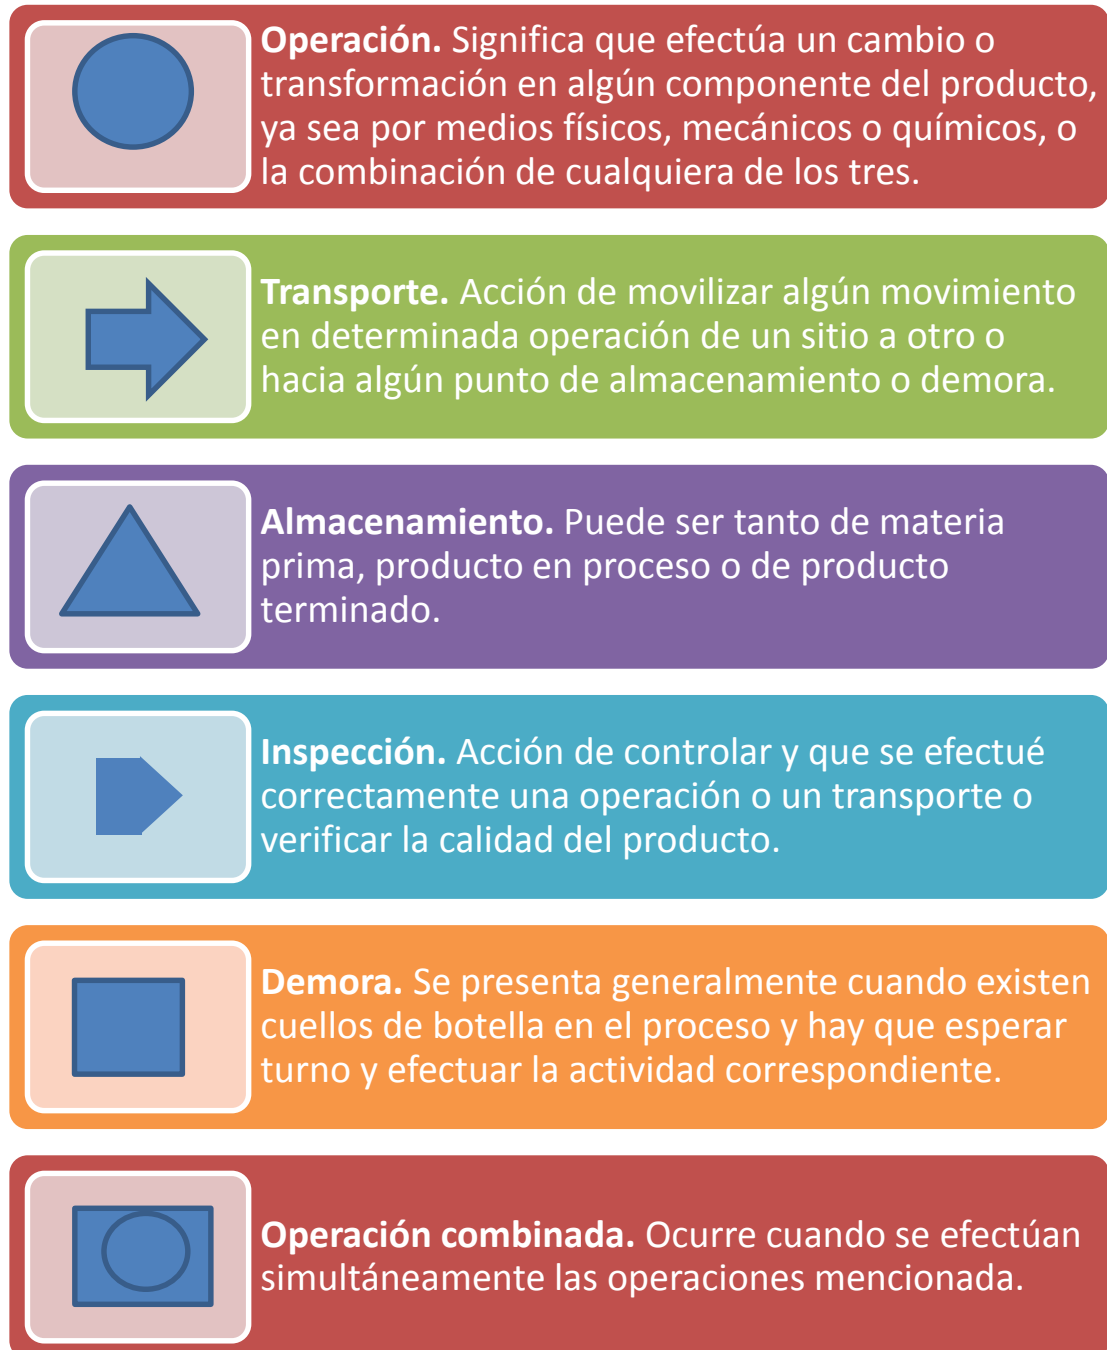 Operación. Significa que efectúa un cambio o
transformación en algún componente del producto,
ya sea por medios físicos, mecánicos o químicos, o
la combinación de cualquiera de los tres.
Transporte. Acción de movilizar algún movimiento
en determinada operación de un sitio a otro o
hacia algún punto de almacenamiento o demora.
Almacenamiento. Puede ser tanto de materia
prima, producto en proceso o de producto
terminado.
Inspección. Acción de controlar y que se efectué
correctamente una operación o un transporte o
verificar la calidad del producto.
Demora. Se presenta generalmente cuando existen
cuellos de botella en el proceso y hay que esperar
turno y efectuar la actividad correspondiente.
Operación combinada. Ocurre cuando se efectúan
simultáneamente las operaciones mencionada.